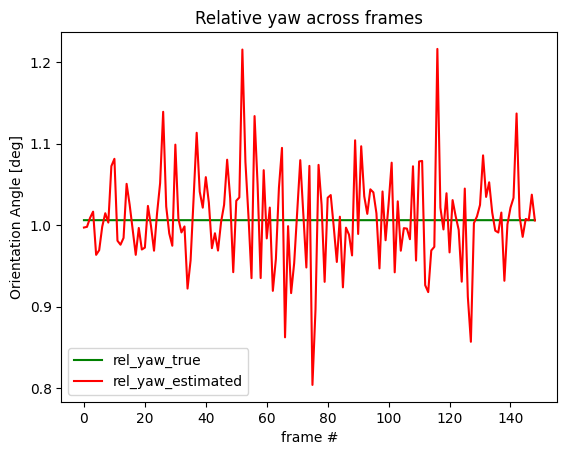 Relative yaw across frames
Orientation Angle [deg]
1.2
1.1
1.0
0.9
0.8
rel_yaw_true
rel_yaw_estimated
0 20 40 60 80 100 120 140
frame #